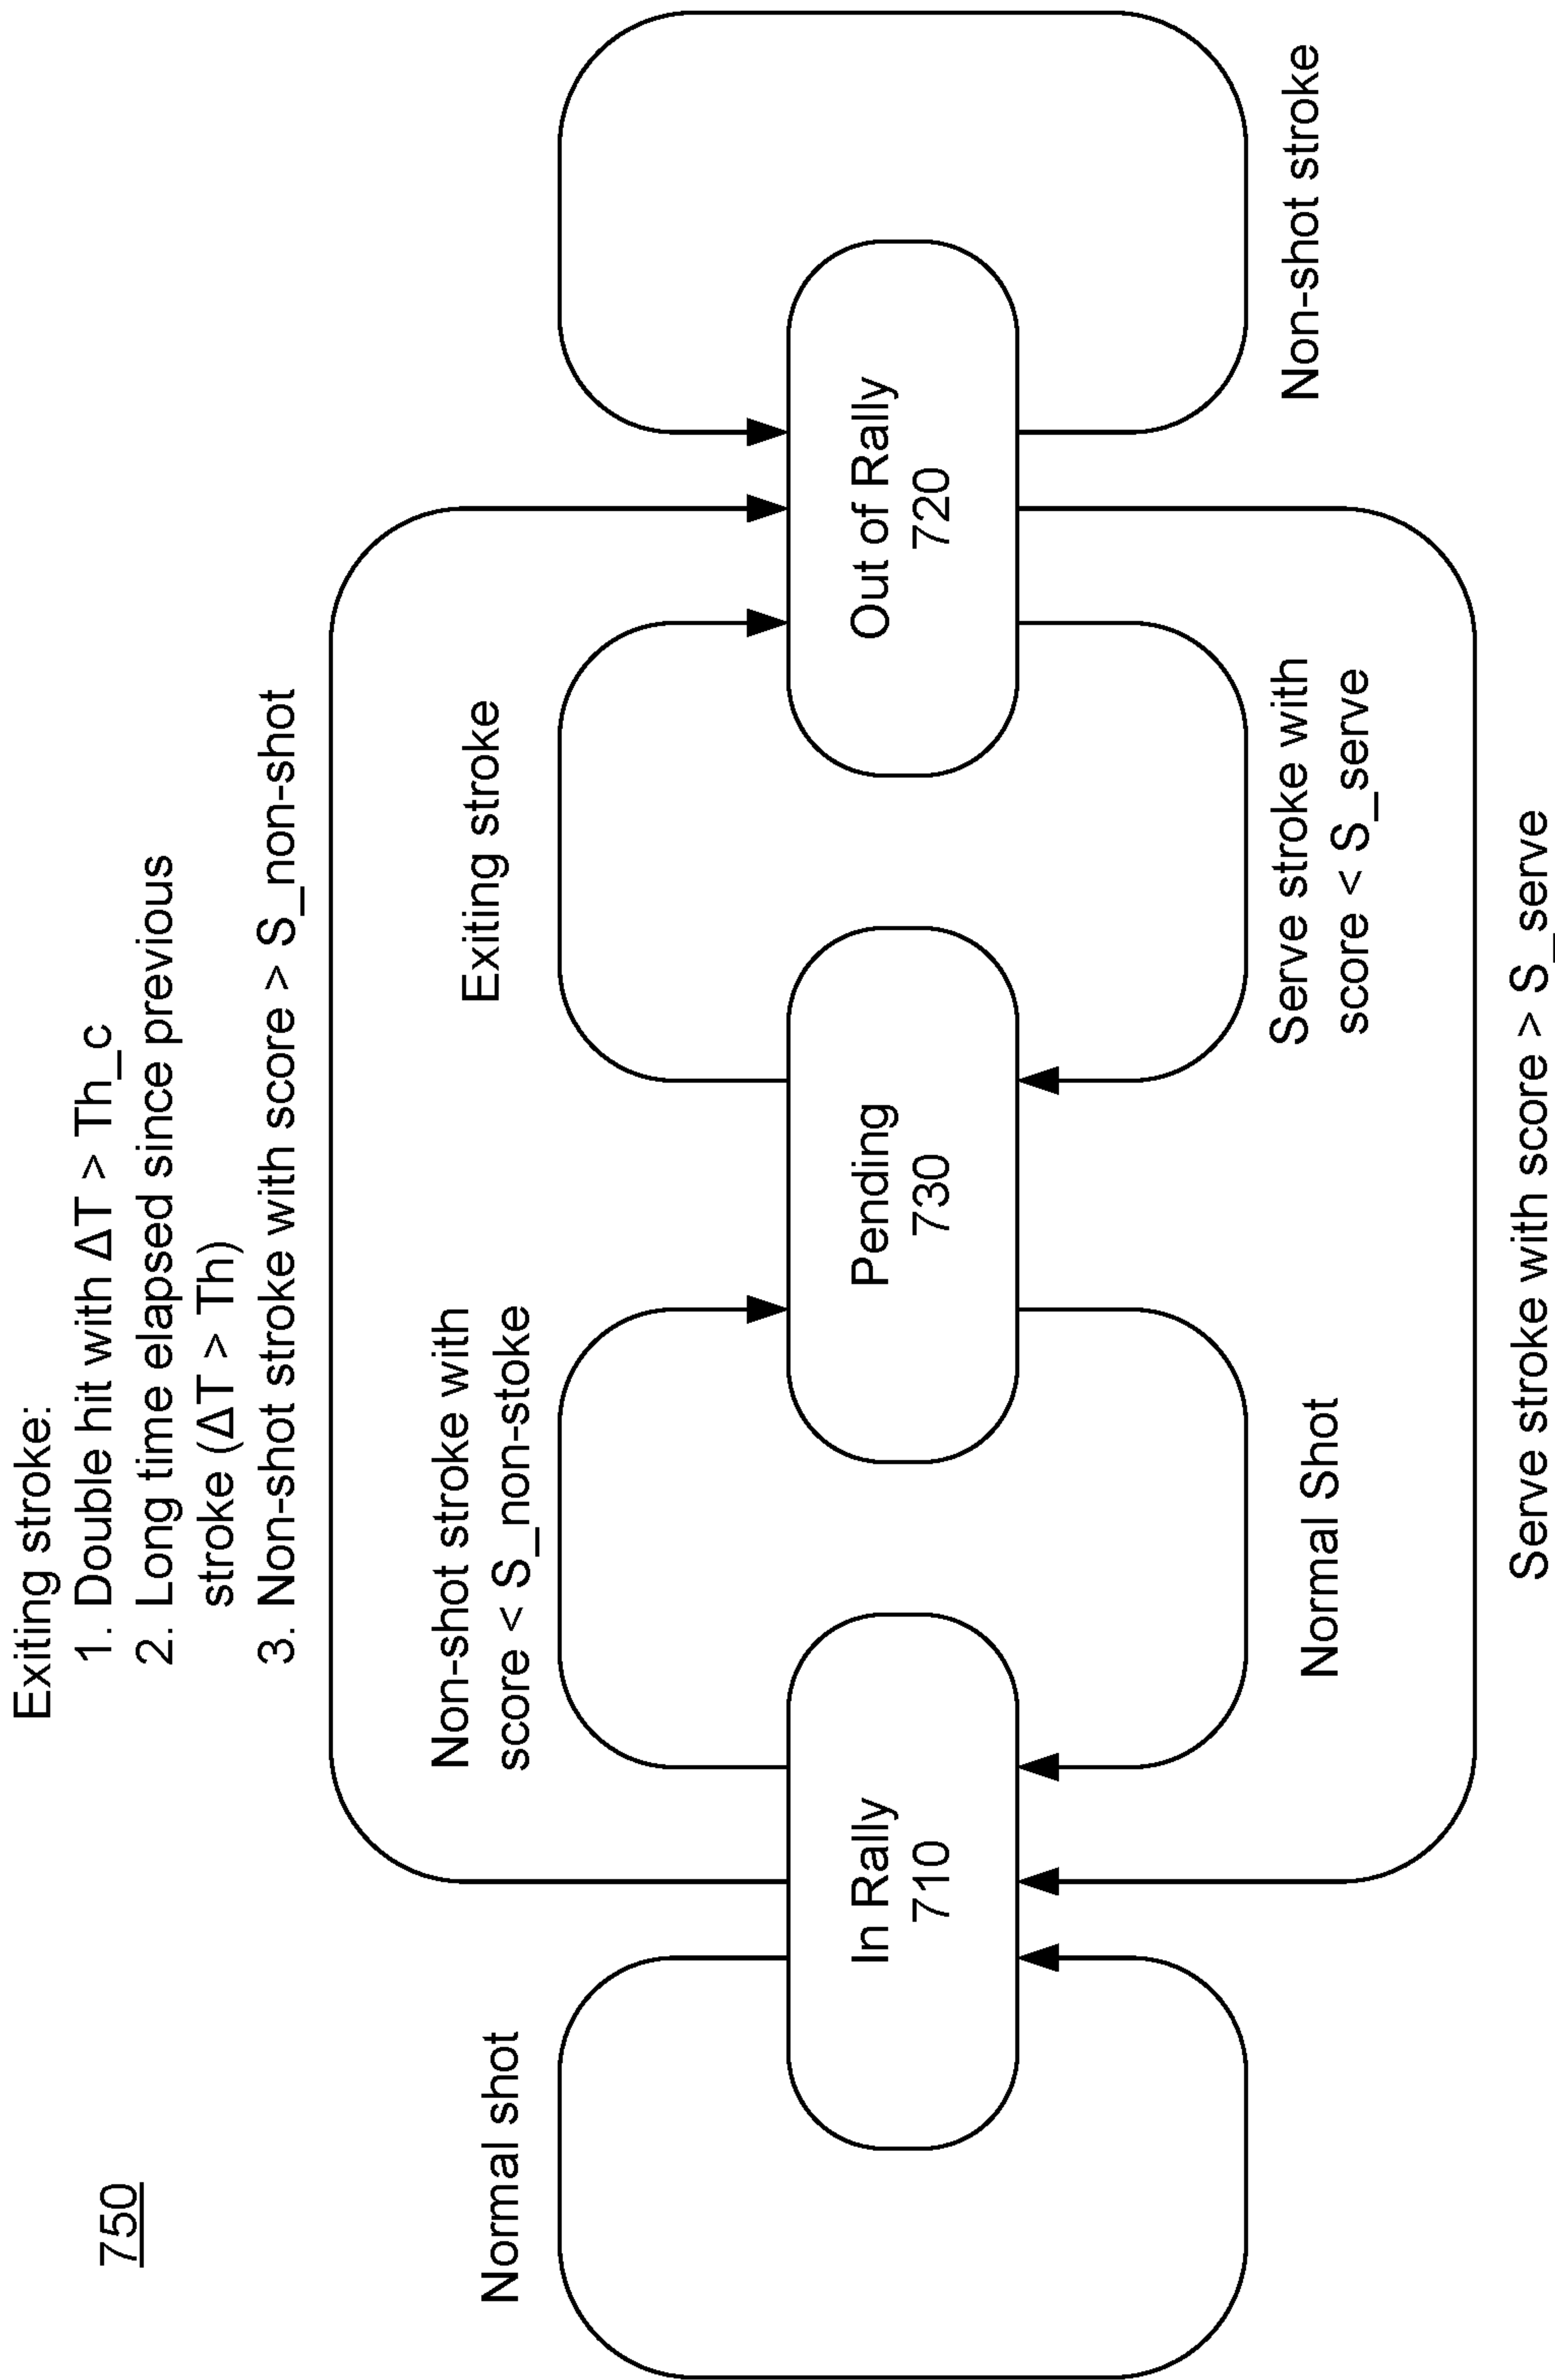 750
Exiting stroke:
1. Double hit with ΔT > Th_c
2. Long time elapsed since previous
stroke (ΔT > Th)
3. Non-shot stroke with score > S_non-shot
Normal shot
Non-shot stroke with
score < S_non-stoke
Exiting stroke
In Rally
710
Pending
730
Out of Rally
720
Normal Shot
Serve stroke with
score < S_serve
Non-shot stroke
Serve stroke with score > S_serve